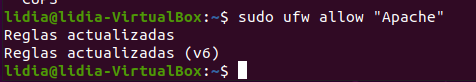 lidia@lidia-VirtualBox:~$ sudo ufw allow "Apache"
Reglas actualizadas
Reglas actualizadas (v6)
lidia@lidia-VirtualBox:~$